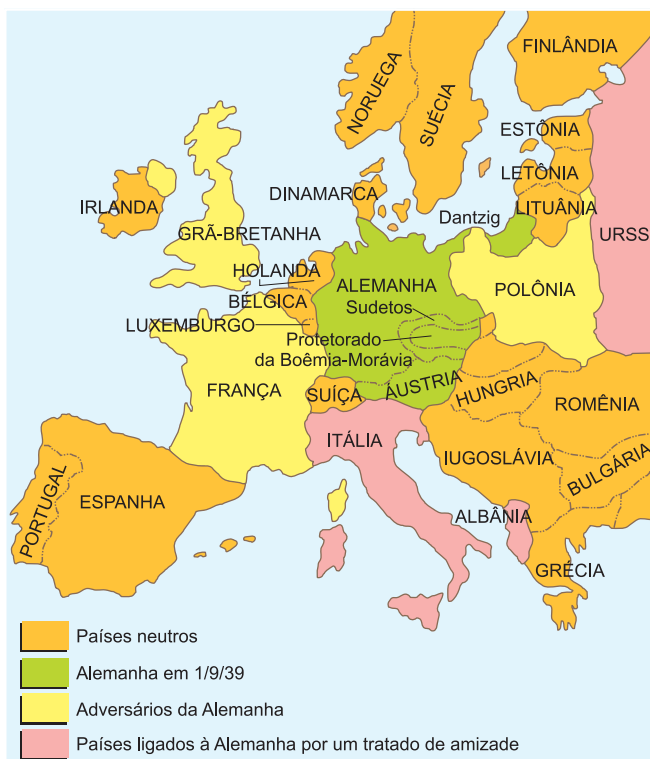 FINLÂNDIA
NORUEGA
SUÉCIA
ESTÔNIA
LETÔNIA
DINAMARCA
IRLANDA
LITUÂNIA
Dantzig
GRÃ-BRETANHA
URSS
HOLANDA
ALEMANHA
POLÔNIA
BÉLGICA
Sudetos
LUXEMBURGO
Protetorado
da Boêmia-Morávia
FRANÇA
ÁUSTRIA
SUÍÇA
HUNGRIA
ROMÊNIA
ITÁLIA
IUGOSLÁVIA
BULGÁRIA
PORTUGAL
ESPANHA
ALBÂNIA
GRÉCIA
Países neutros
Alemanha em 1/9/39
Adversários da Alemanha
Países ligados à Alemanha por um tratado de amizade